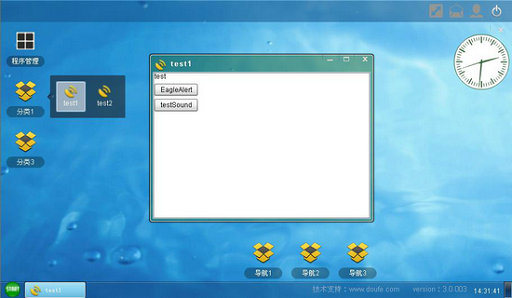 程序管理
分类1
test1
test2
分类3
test1
test
EagleAlert
testSound
导航1
导航2
导航3
技术支持：www.doufe.com
version：3.0.003
START
test1
14:31:41